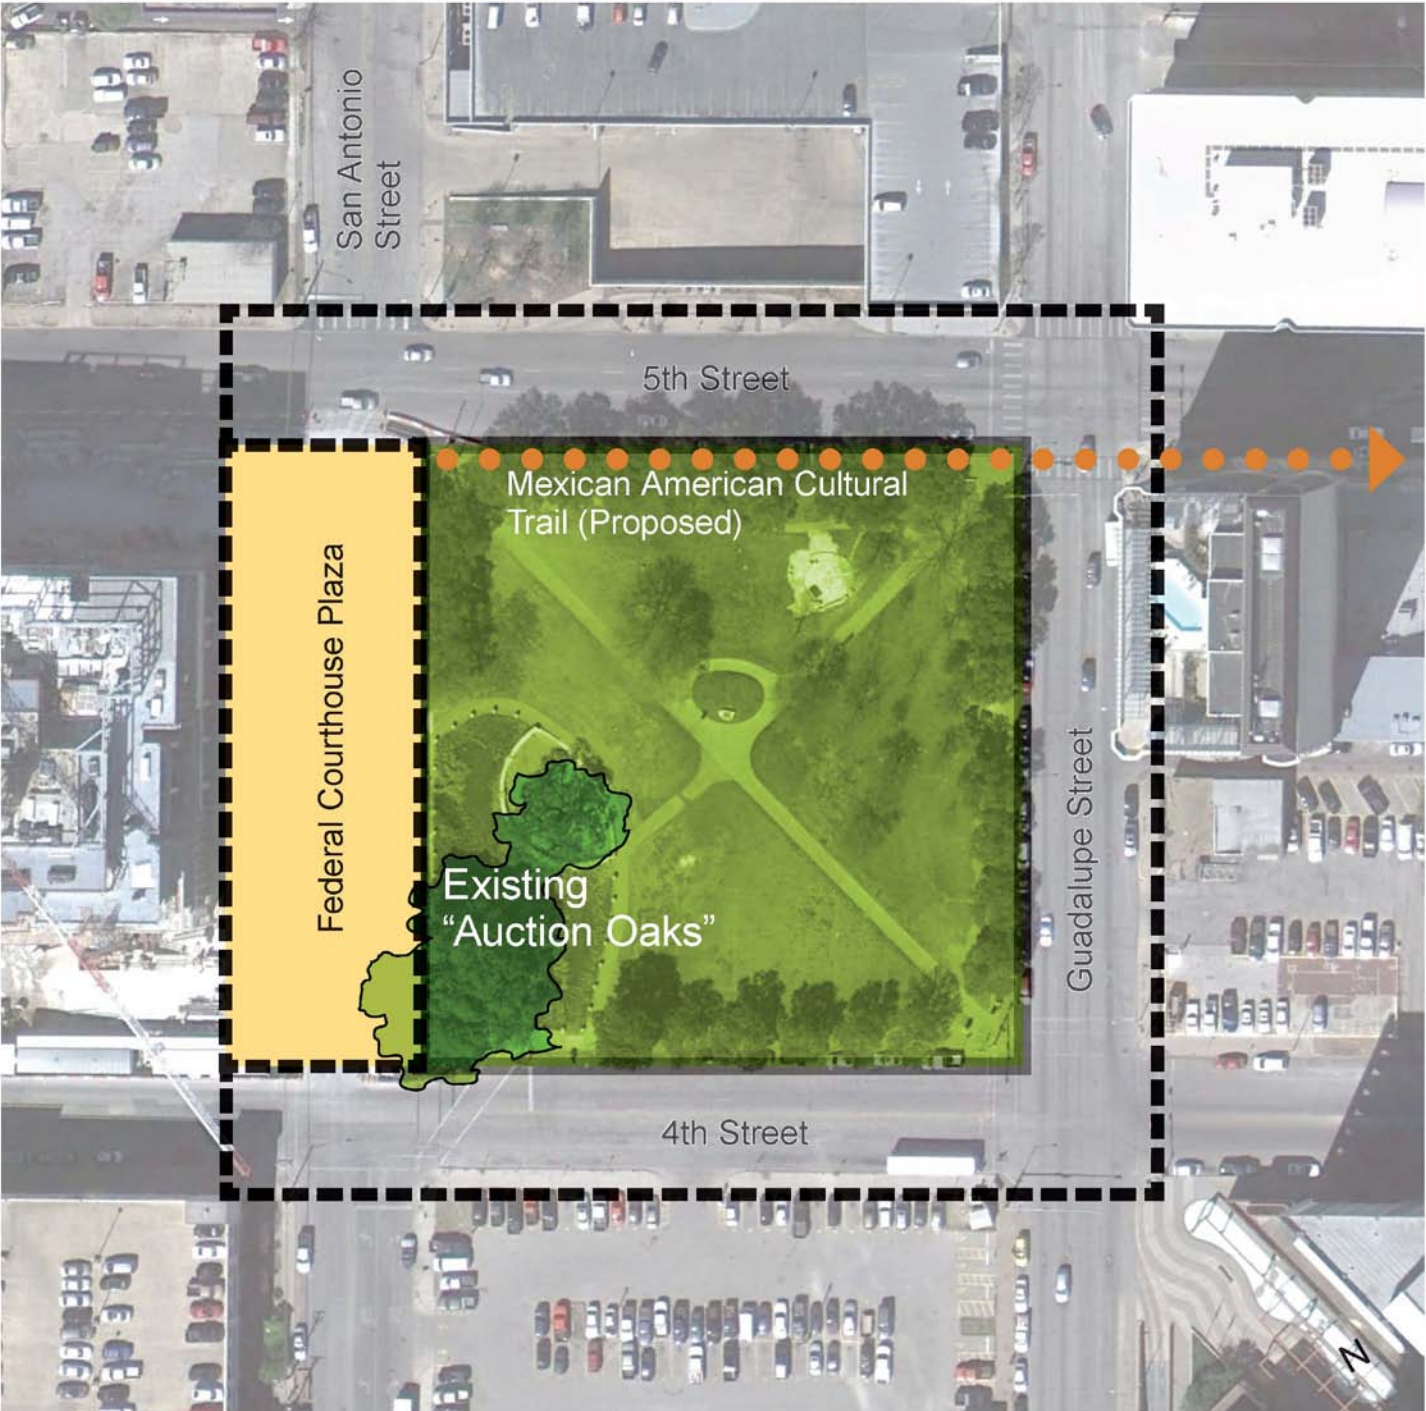 San Antonio
Street
5th Street
Mexican American Cultural
Trail (Proposed)
Federal Courthouse Plaza
Existing
“Auction Oaks”
Guadalupe Street
4th Street
N